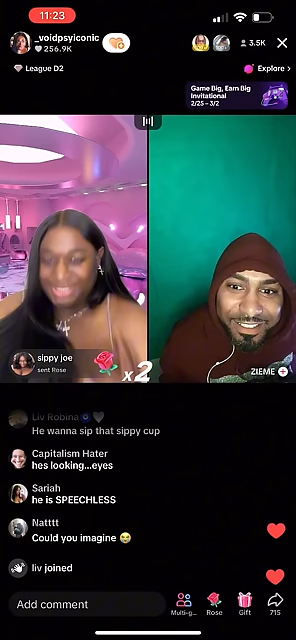 11:23
_voidpsyiconic
256.9K
3.5K
League D2
Explore >
Game Big, Earn Big
Invitational
2/25 - 3/2
sippy joe
sent Rose
x2
ZIEME
Liv Robina
He wanna sip that sippy cup
Capitalism Hater
hes looking...eyes
Sariah
he is SPEECHLESS
Natttt
Could you imagine 😭
liv joined
Add comment
Multi-g...
Rose
Gift
715